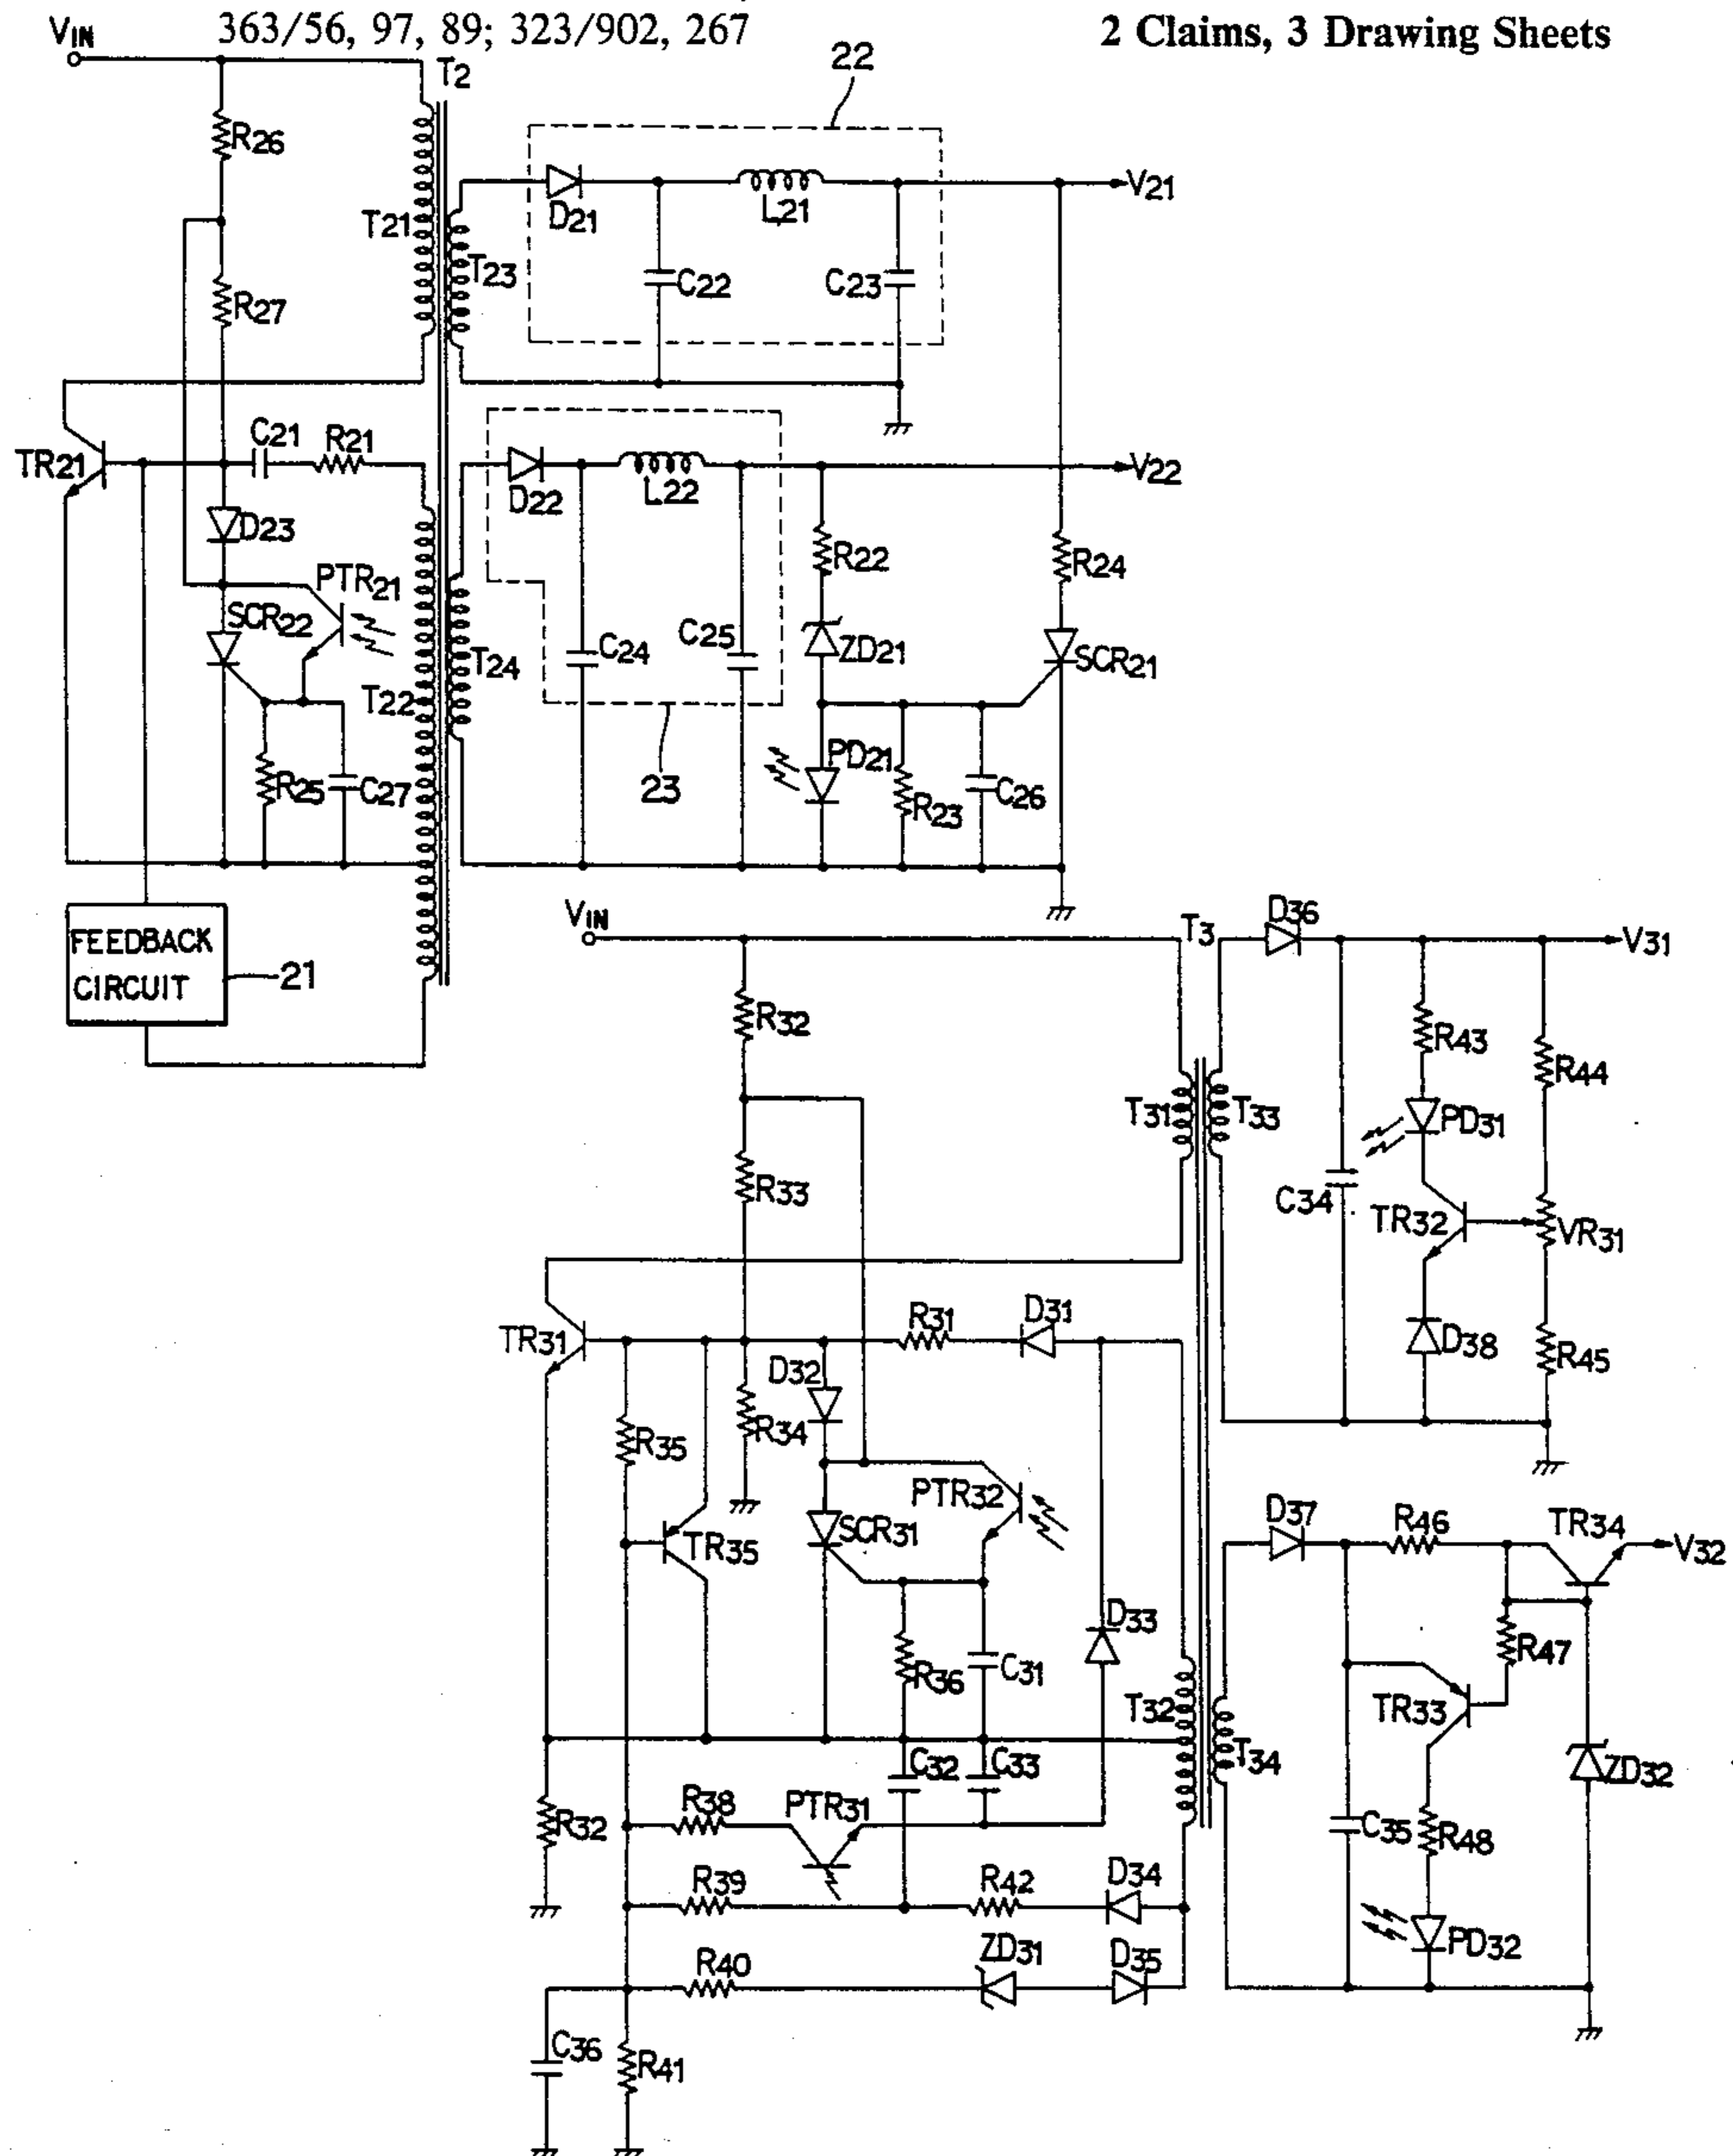 363/56, 97, 89; 323/902, 267
2 Claims, 3 Drawing Sheets
VIN
T2
22
R26
D21
L21
V21
T21
T23
C22
C23
R27
C21
R21
TR21
D22
L22
V22
D23
PTR21
R22
R24
SCR22
C24
C25
ZD21
SCR21
T22
T24
R25
C27
23
PD21
R23
C26
FEEDBACK
CIRCUIT
21
VIN
T3
D36
V31
R32
R43
R44
T31
T33
PD31
R33
C34
TR32
VR31
TR31
R31
D31
D32
D38
R45
R35
R34
PTR32
SCR31
TR35
D37
R46
TR34
V32
D33
R36
C31
R47
T32
TR33
T34
C32
C33
ZD32
R32
R38
PTR31
C35
R48
R39
R42
D34
PD32
R40
ZD31
D35
C36
R41